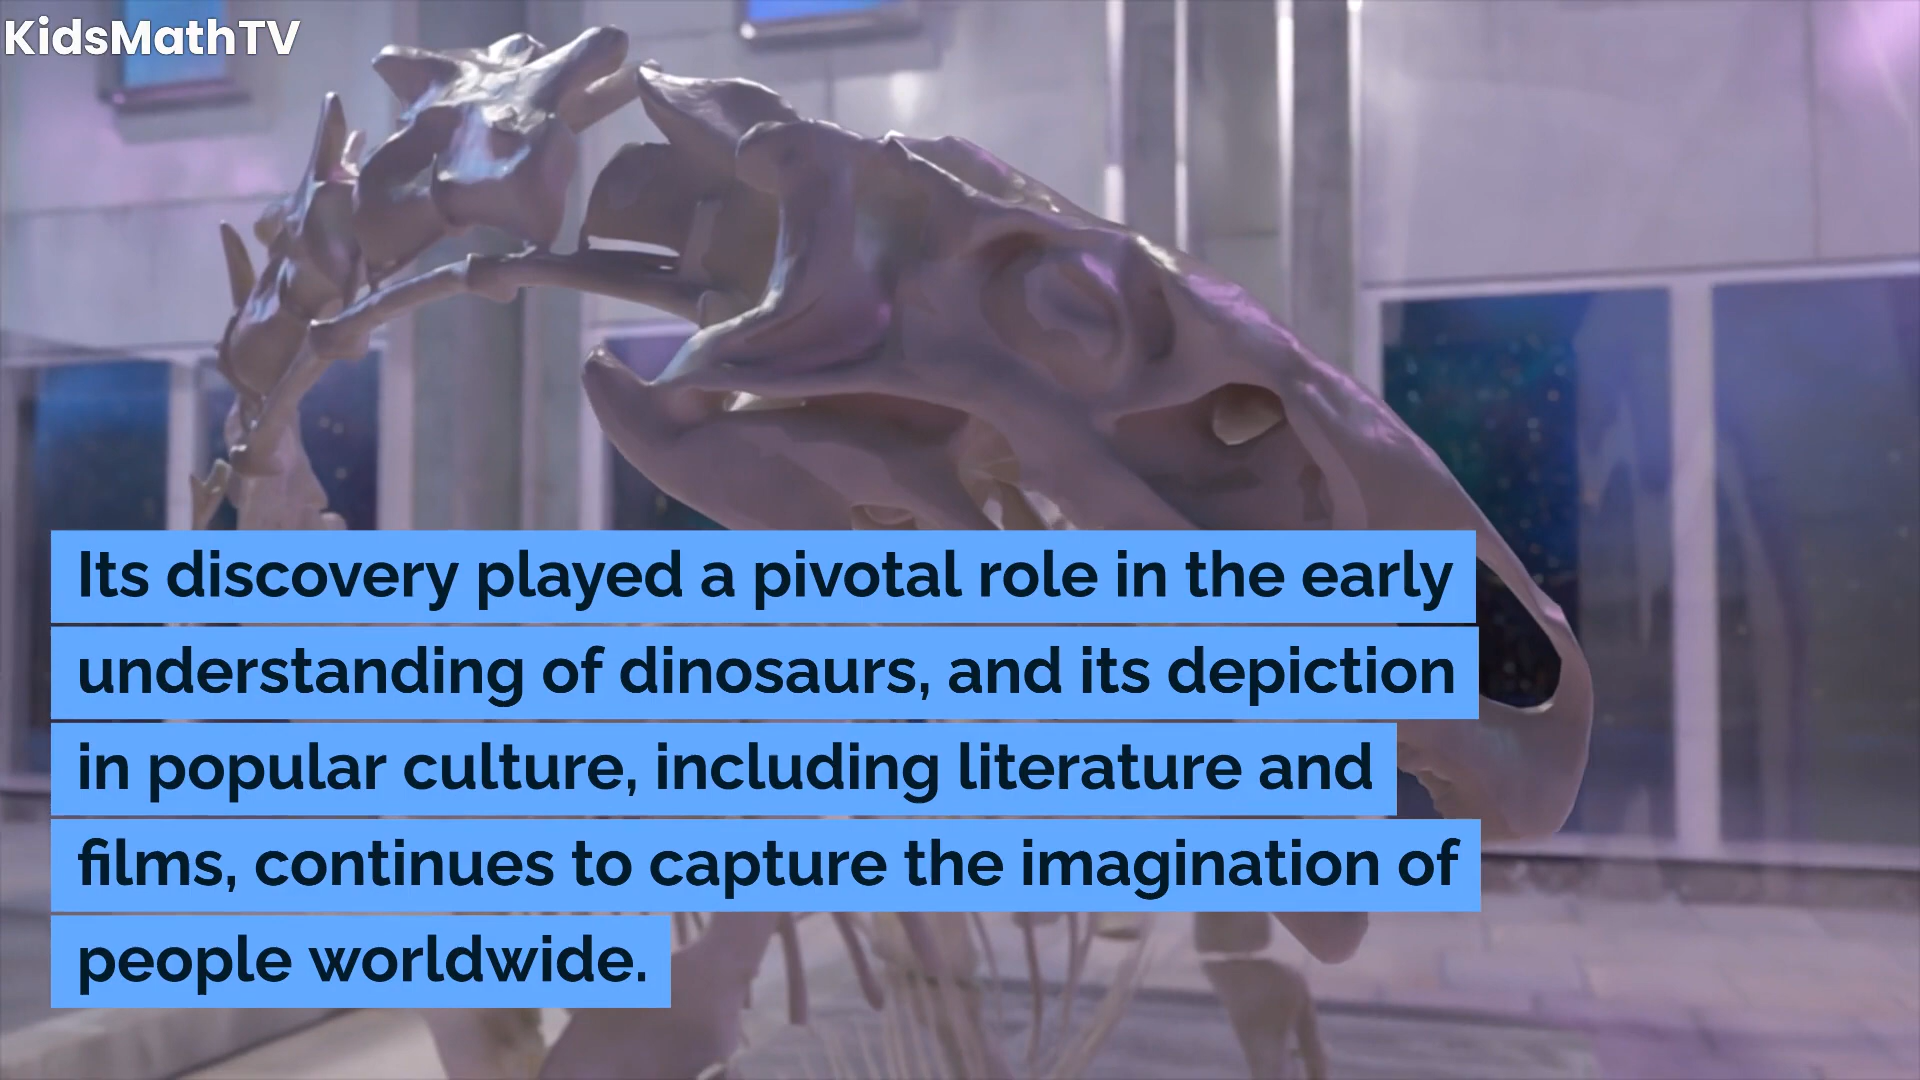 KidsMathTV
Its discovery played a pivotal role in the early
understanding of dinosaurs, and its depiction
in popular culture, including literature and
films, continues to capture the imagination of
people worldwide.